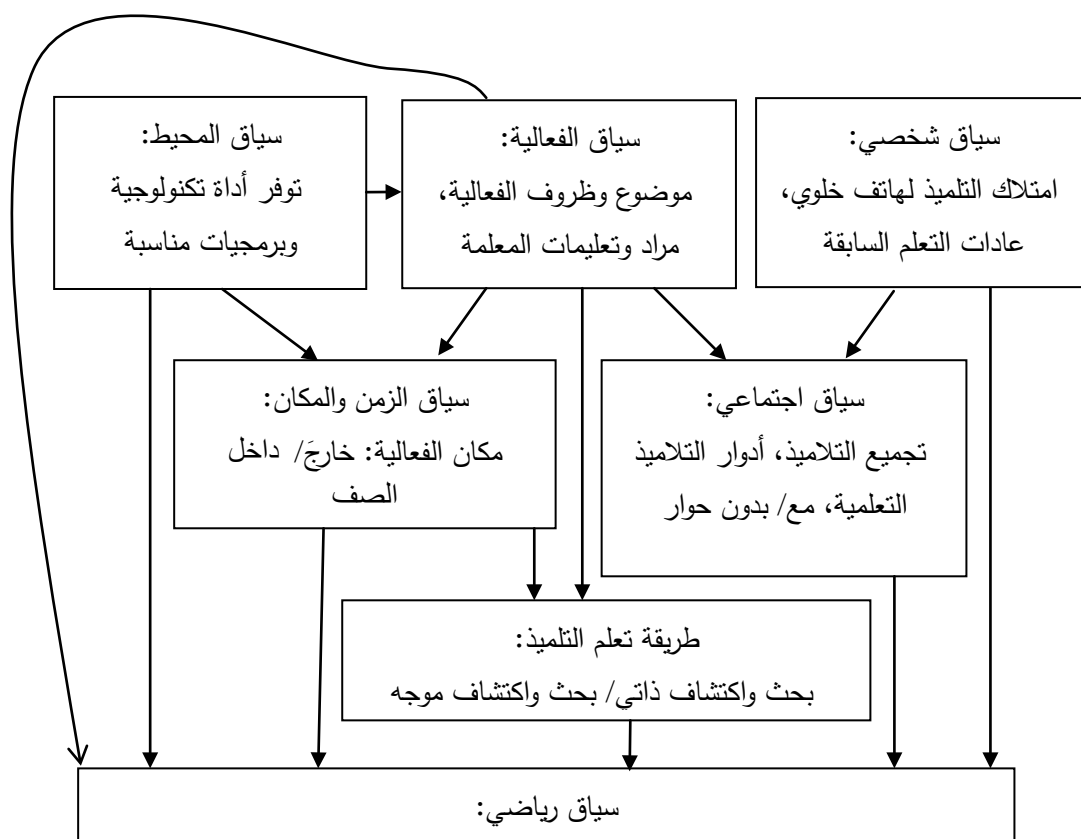 سياق شخصي:
امتلاك التلميذ لهاتف خلوي،
عادات التعلم السابقة
سياق الفعالية:
موضوع وظروف الفعالية،
مراد وتعليمات المعلمة
سياق المحيط:
توفر أداة تكنولوجية
وبرمجيات مناسبة
سياق اجتماعي:
تجميع التلاميذ، أدوار التلاميذ
التعلمية، مع/ بدون حوار
سياق الزمن والمكان:
مكان الفعالية: خارجَ/ داخل
الصف
طريقة تعلم التلميذ:
بحث واكتشاف ذاتي/ بحث واكتشاف موجه
سياق رياضي: